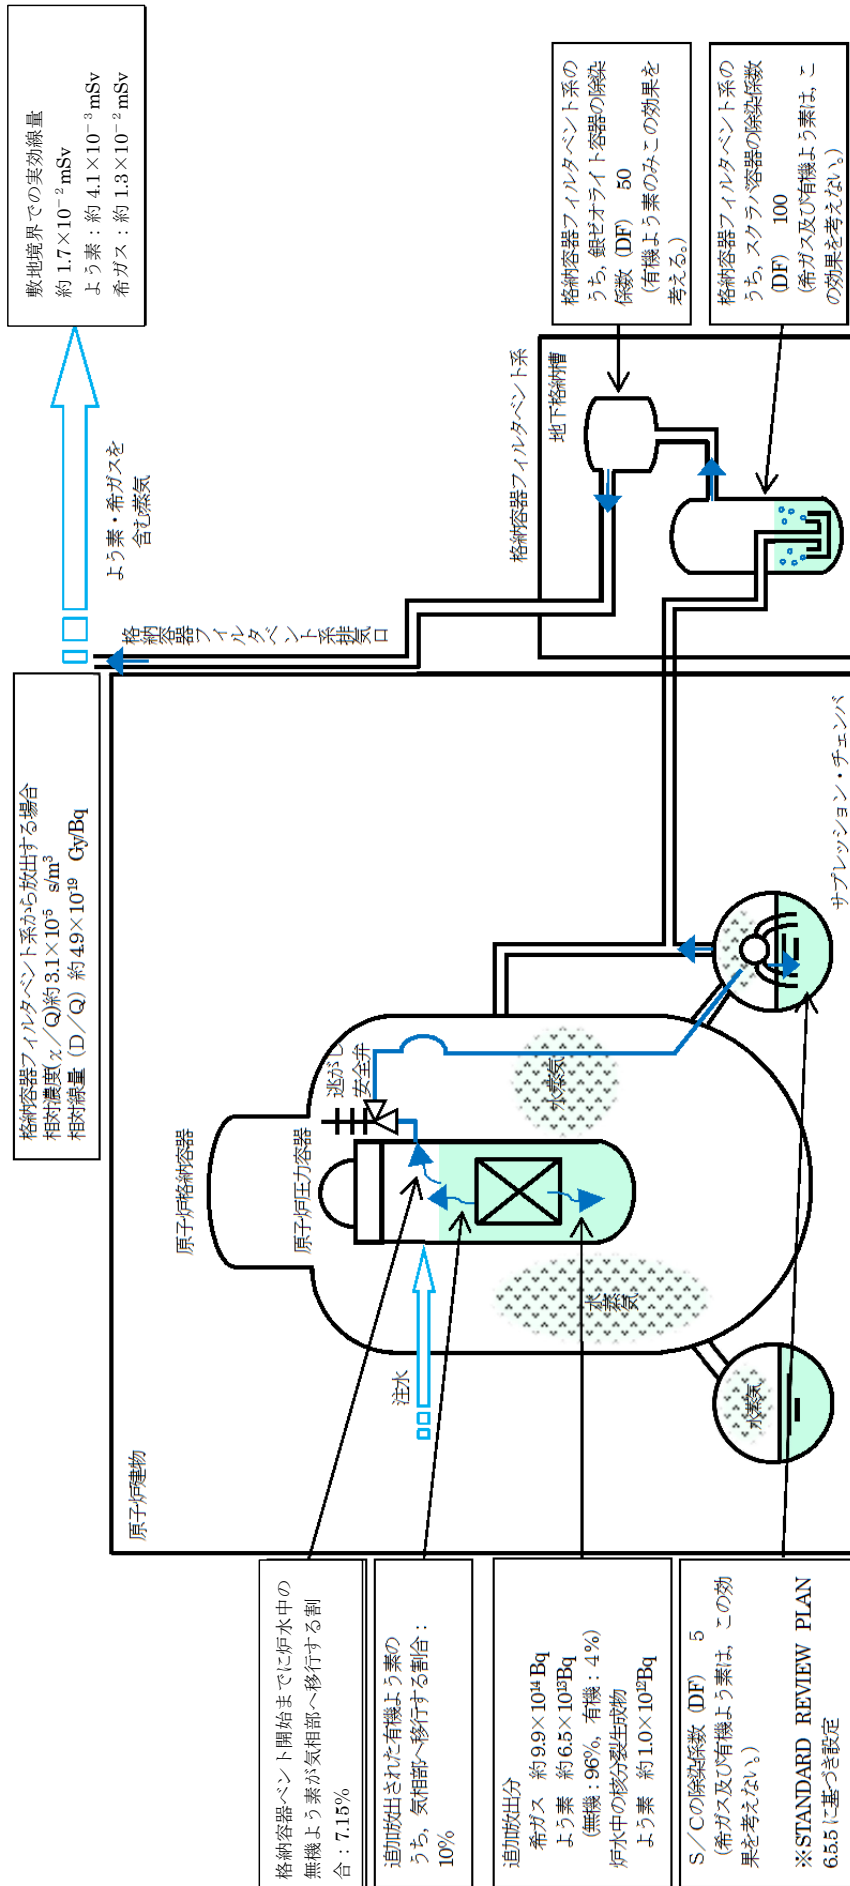 格納容器ベント開始までに炉水中の
無機よう素が気相部へ移行する割
合：7.15%
追加放出された有機よう素の
うち，気相部へ移行する割合：
10%
追加放出分
希ガス　約 9.9×10¹⁴ Bq
よう素　約 6.5×10¹³Bq
（無機：96%，有機：4%）
炉水中の核分裂生成物
よう素　約 1.0×10¹²Bq
S／Cの除染係数（DF）　5
（希ガス及び有機よう素は，この効
果を考えない。）
※STANDARD REVIEW PLAN
6.5.5 に基づき設定
原子炉建物
注水
原子炉格納容器
原子炉圧力容器
逃がし
安全弁
水蒸気
水蒸気
水蒸気
サプレッション・チェンバ
格納容器フィルタベント系から放出する場合
相対濃度(χ／Q)約 3.1×10⁻⁵　s/m³
相対線量（D／Q）約 4.9×10⁻¹⁹　Gy/Bq
格納容器フィルタベント系排気口
よう素・希ガスを
含む蒸気
格納容器フィルタベント系
地下格納槽
敷地境界での実効線量
約 1.7×10⁻² mSv
よう素：約 4.1×10⁻³ mSv
希ガス：約 1.3×10⁻² mSv
格納容器フィルタベント系の
うち，銀ゼオライト容器の除染
係数（DF）　50
（有機よう素のみこの効果を
考える。）
格納容器フィルタベント系の
うち，スクラバ容器の除染係数
（DF）　100
（希ガス及び有機よう素は，こ
の効果を考えない。）